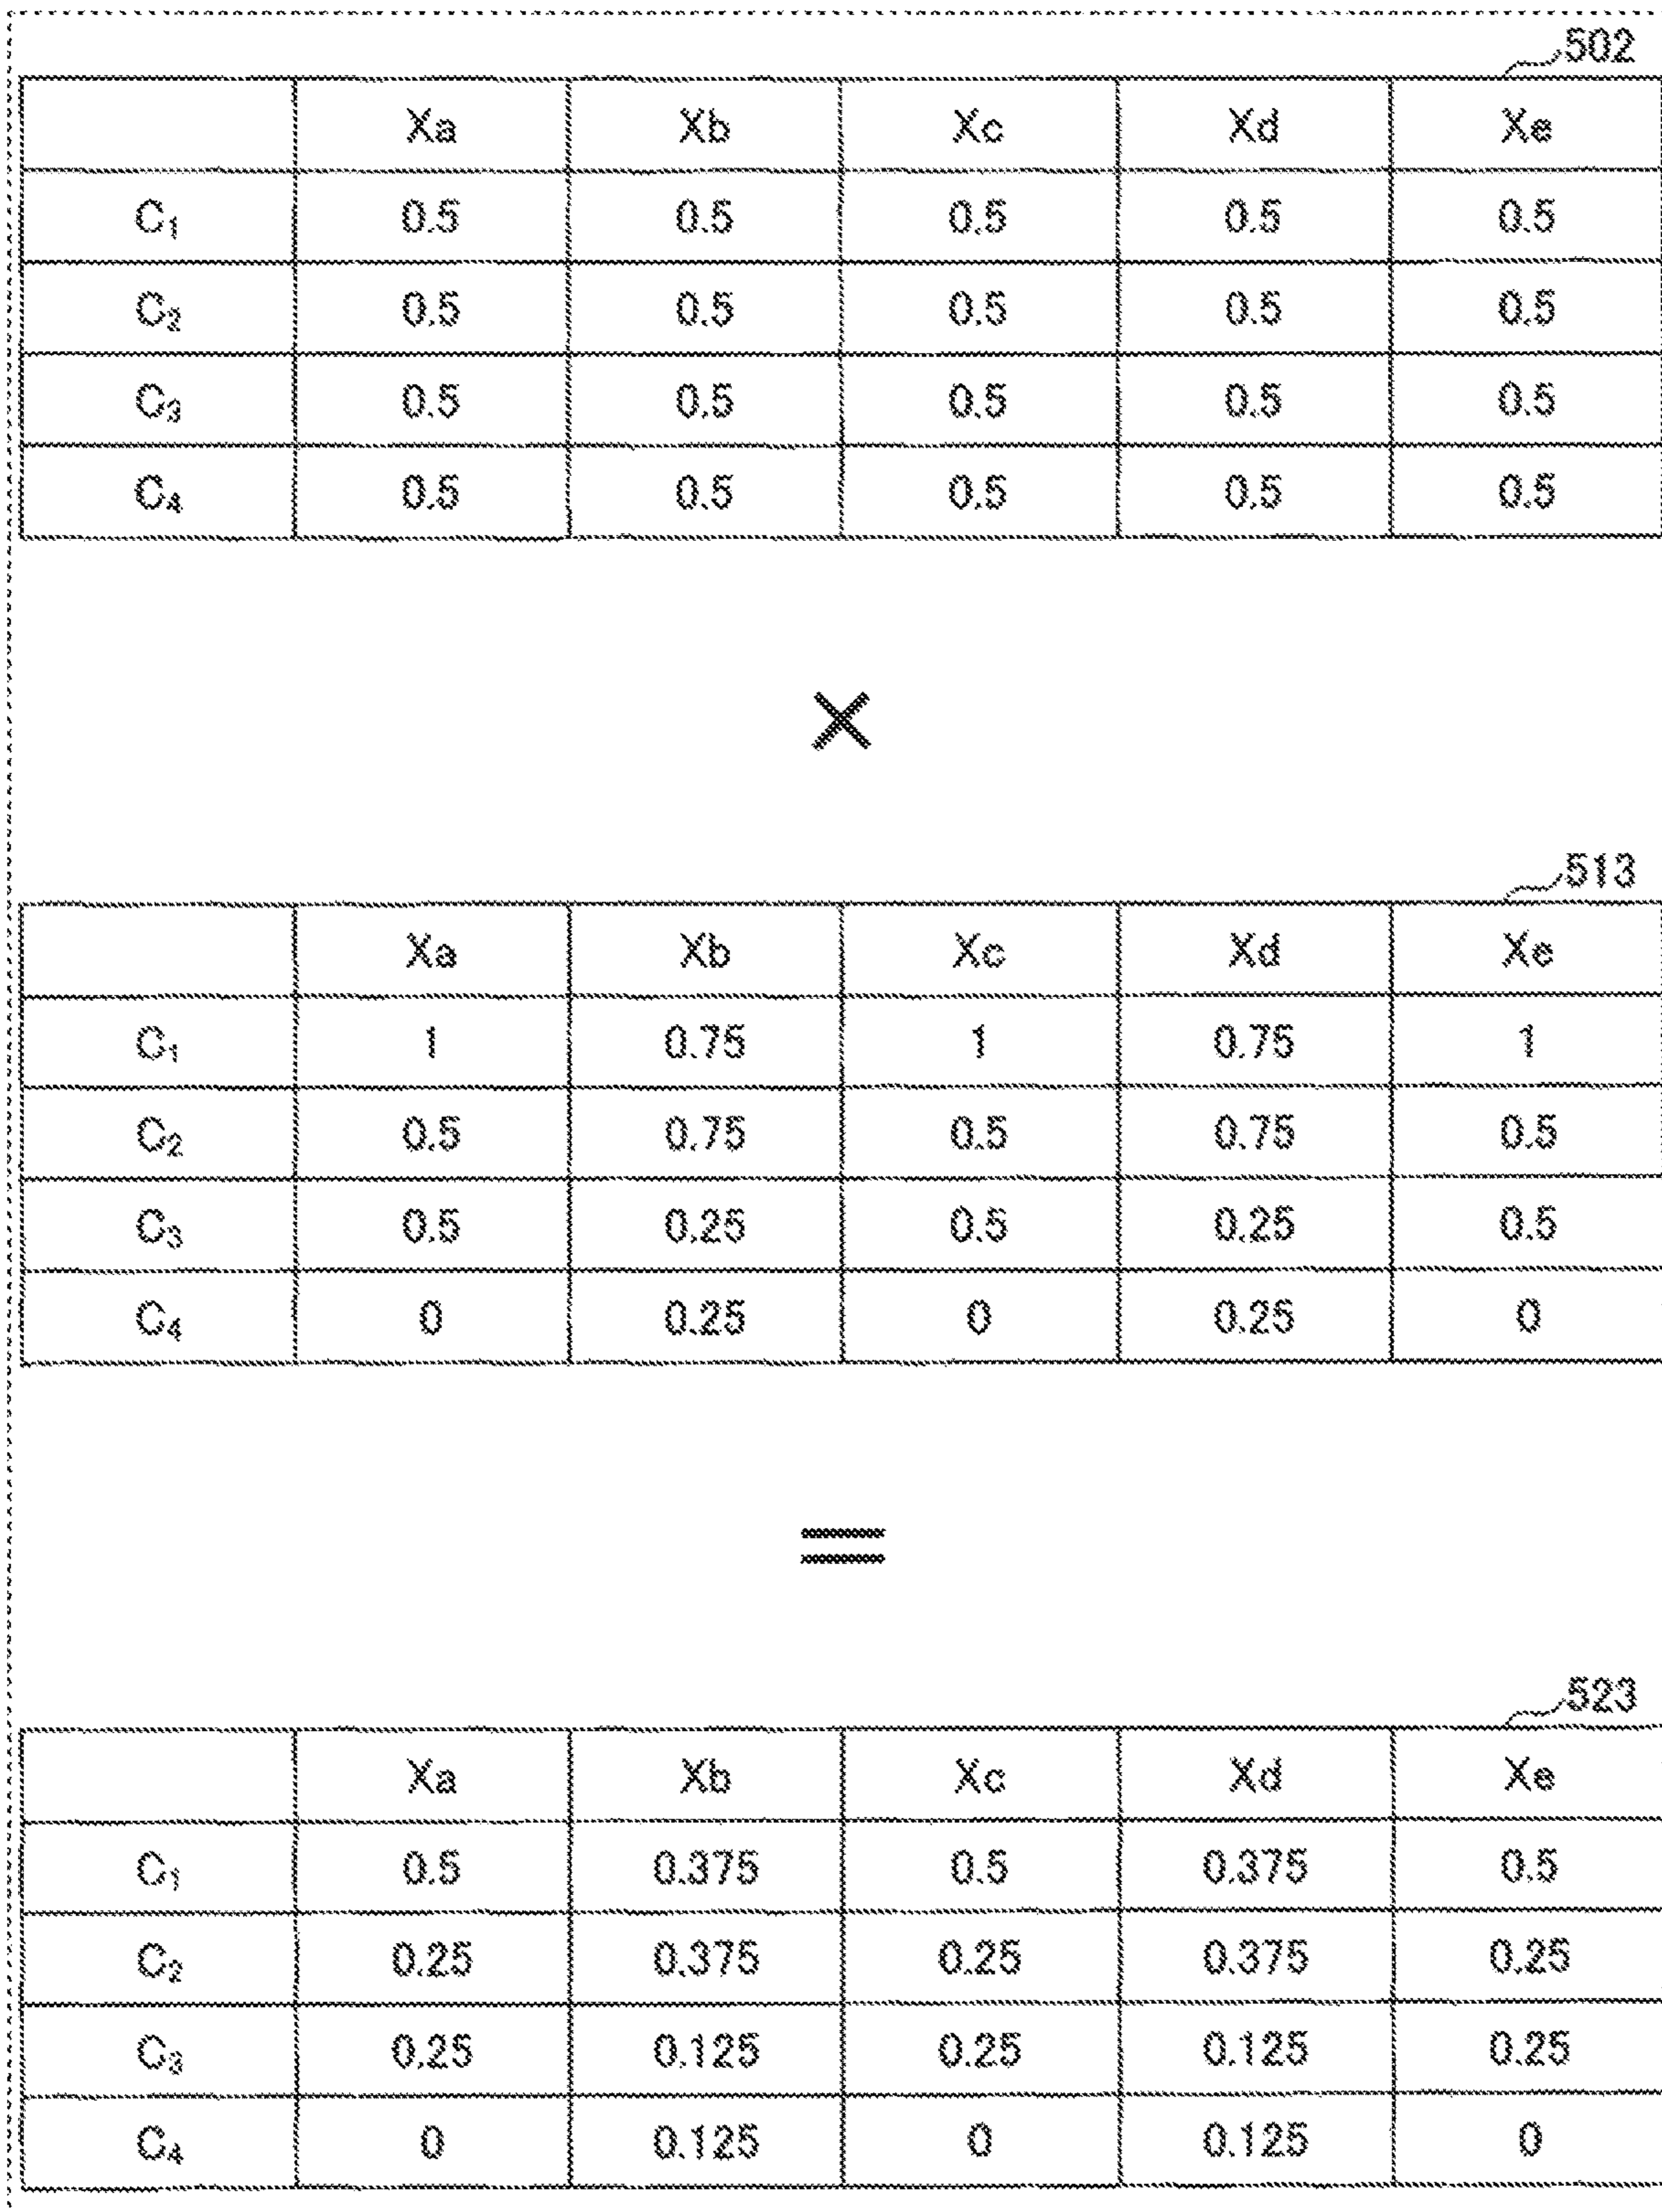 502
Xa Xb Xc Xd Xe
C₁ 0.5 0.5 0.5 0.5 0.5
C₂ 0.5 0.5 0.5 0.5 0.5
C₃ 0.5 0.5 0.5 0.5 0.5
C₄ 0.5 0.5 0.5 0.5 0.5
×
513
Xa Xb Xc Xd Xe
C₁ 1 0.75 1 0.75 1
C₂ 0.5 0.75 0.5 0.75 0.5
C₃ 0.5 0.25 0.5 0.25 0.5
C₄ 0 0.25 0 0.25 0
=
523
Xa Xb Xc Xd Xe
C₁ 0.5 0.375 0.5 0.375 0.5
C₂ 0.25 0.375 0.25 0.375 0.25
C₃ 0.25 0.125 0.25 0.125 0.25
C₄ 0 0.125 0 0.125 0